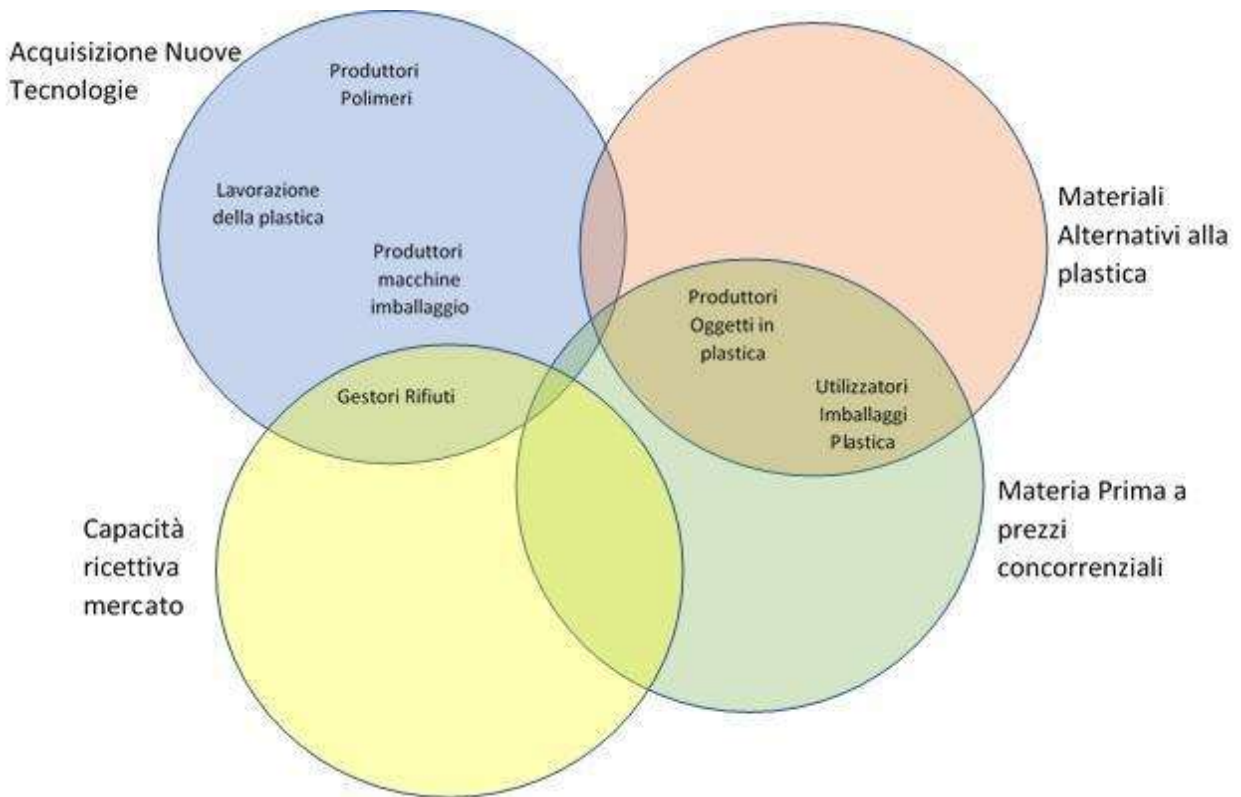 Acquisizione Nuove
Tecnologie
Produttori
Polimeri
Lavorazione
della plastica
Produttori
macchine
imballaggio
Materiali
Alternativi alla
plastica
Produttori
Oggetti in
plastica
Utilizzatori
Imballaggi
Plastica
Gestori Rifiuti
Capacità
ricettiva
mercato
Materia Prima a
prezzi
concorrenziali